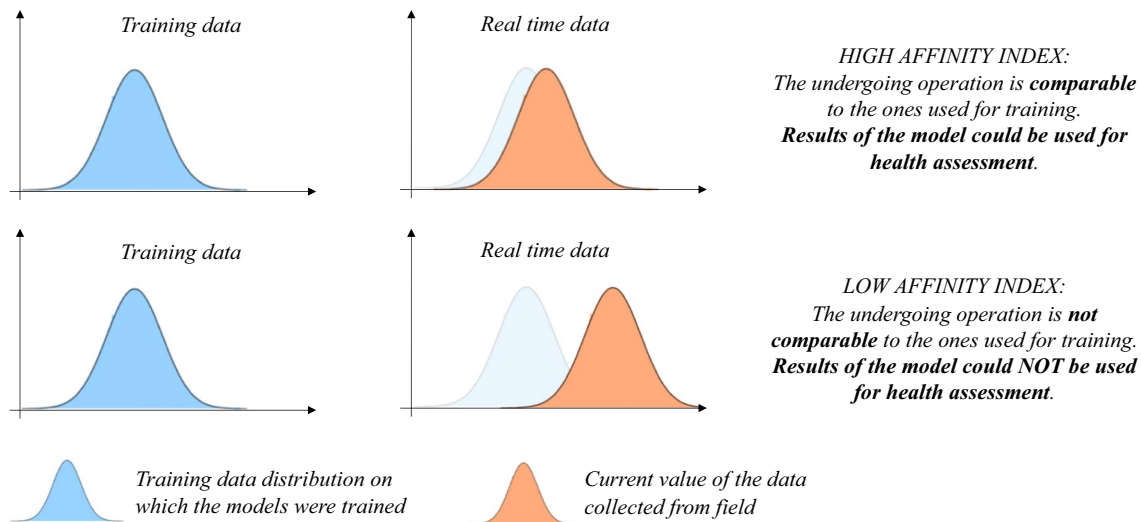 Training data
Real time data
HIGH AFFINITY INDEX:
The undergoing operation is comparable
to the ones used for training.
Results of the model could be used for
health assessment.
Training data
Real time data
LOW AFFINITY INDEX:
The undergoing operation is not
comparable to the ones used for training.
Results of the model could NOT be used
for health assessment.
Training data distribution on
which the models were trained
Current value of the data
collected from field